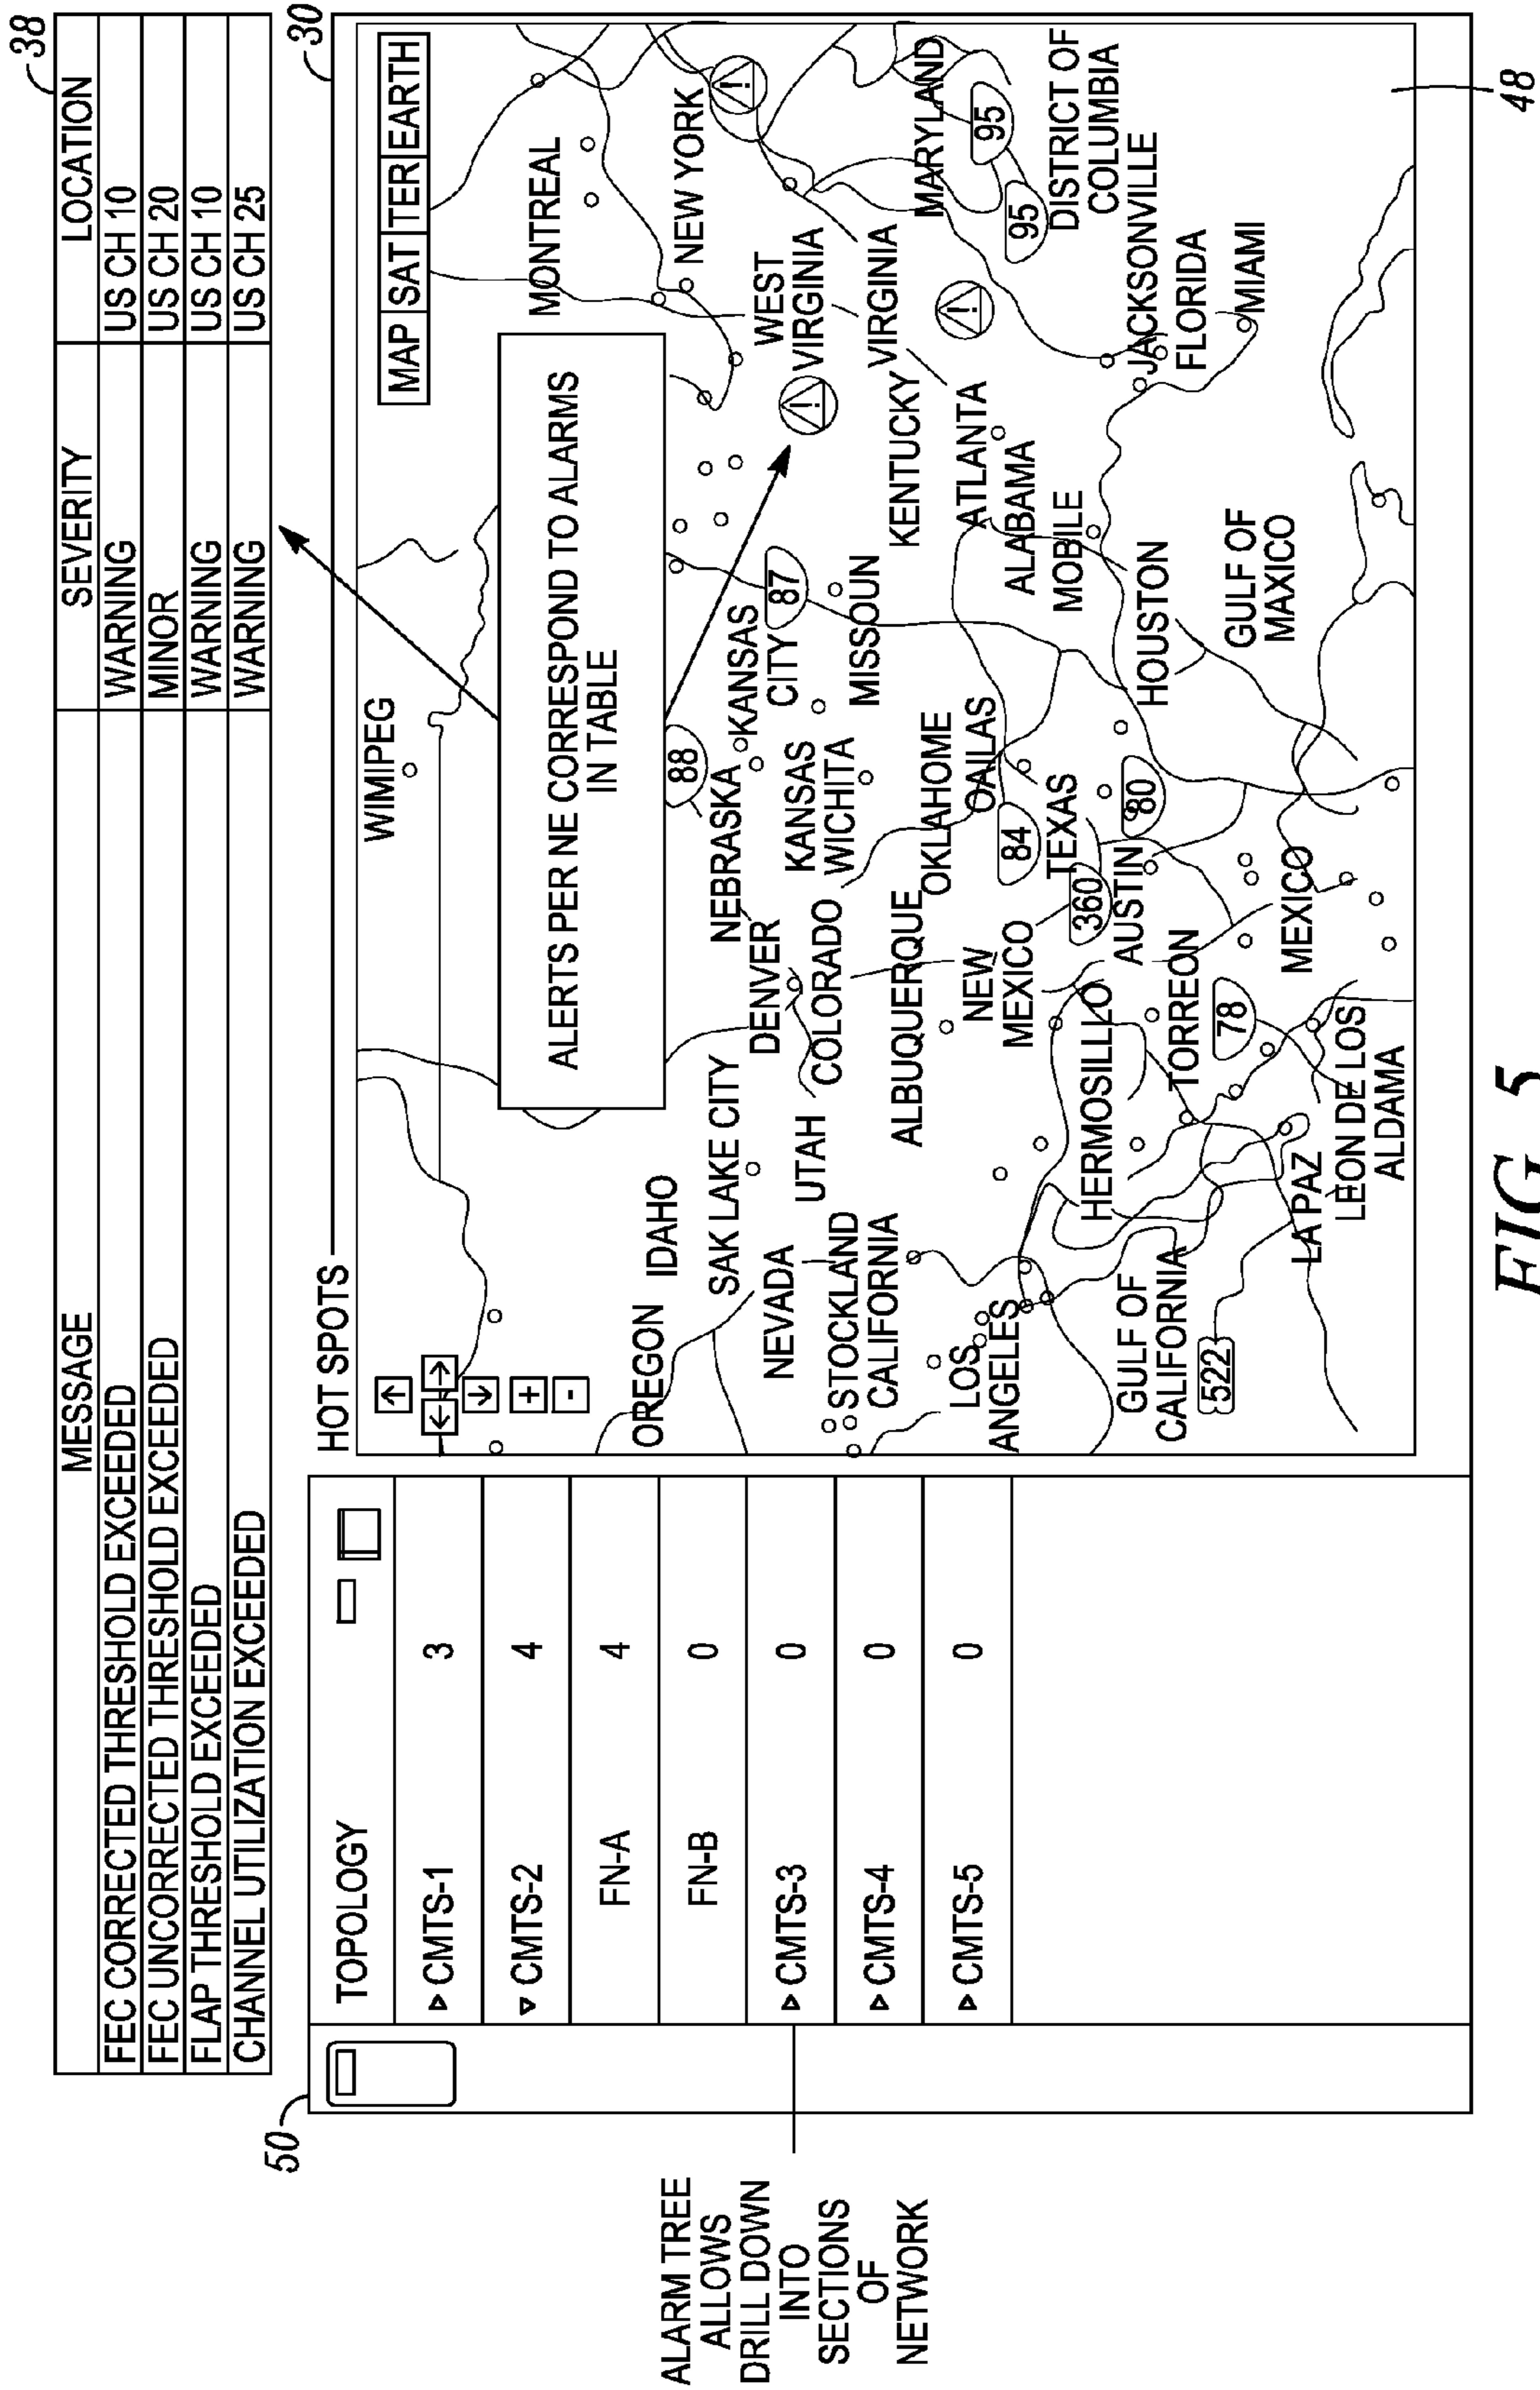 38
MESSAGE SEVERITY LOCATION
FEC CORRECTED THRESHOLD EXCEEDED WARNING US CH 10
FEC UNCORRECTED THRESHOLD EXCEEDED MINOR US CH 20
FLAP THRESHOLD EXCEEDED WARNING US CH 10
CHANNEL UTILIZATION EXCEEDED WARNING US CH 25
50
30
TOPOLOGY
▹ CMTS-1 3
▿ CMTS-2 4
FN-A 4
FN-B 0
▹ CMTS-3 0
▹ CMTS-4 0
▹ CMTS-5 0
ALARM TREE
ALLOWS
DRILL DOWN
INTO
SECTIONS
OF
NETWORK
HOT SPOTS
↑
← →
↓
+
-
MAP SAT TER EARTH
WIMIPEG
MONTREAL
ALERTS PER NE CORRESPOND TO ALARMS
IN TABLE
OREGON
IDAHO
88
NEW YORK
!
SAK LAKE CITY
NEBRASKA
KANSAS
CITY
87
NEVADA
DENVER
KANSAS
WICHITA
WEST
VIRGINIA
!
UTAH
COLORADO
STOCKLAND
CALIFORNIA
MISSOUN
VIRGINIA
ALBUQUERQUE
OKLAHOME
KENTUCKY
MARYLAND
95
95
!
LOS
ANGELES
NEW
MEXICO
OAILAS
84
ATLANTA
ALABAMA
TEXAS
MOBILE
DISTRICT OF
COLUMBIA
HERMOSILLLO
360
AUSTIN
80
HOUSTON
JACKSONVILLE
FLORIDA
MIAMI
GULF OF
CALIFORNIA
522
TORREON
78
GULF OF
MAXICO
MEXICO
LA PAZ
LEON DE LOS
ALDAMA
48
FIG. 5